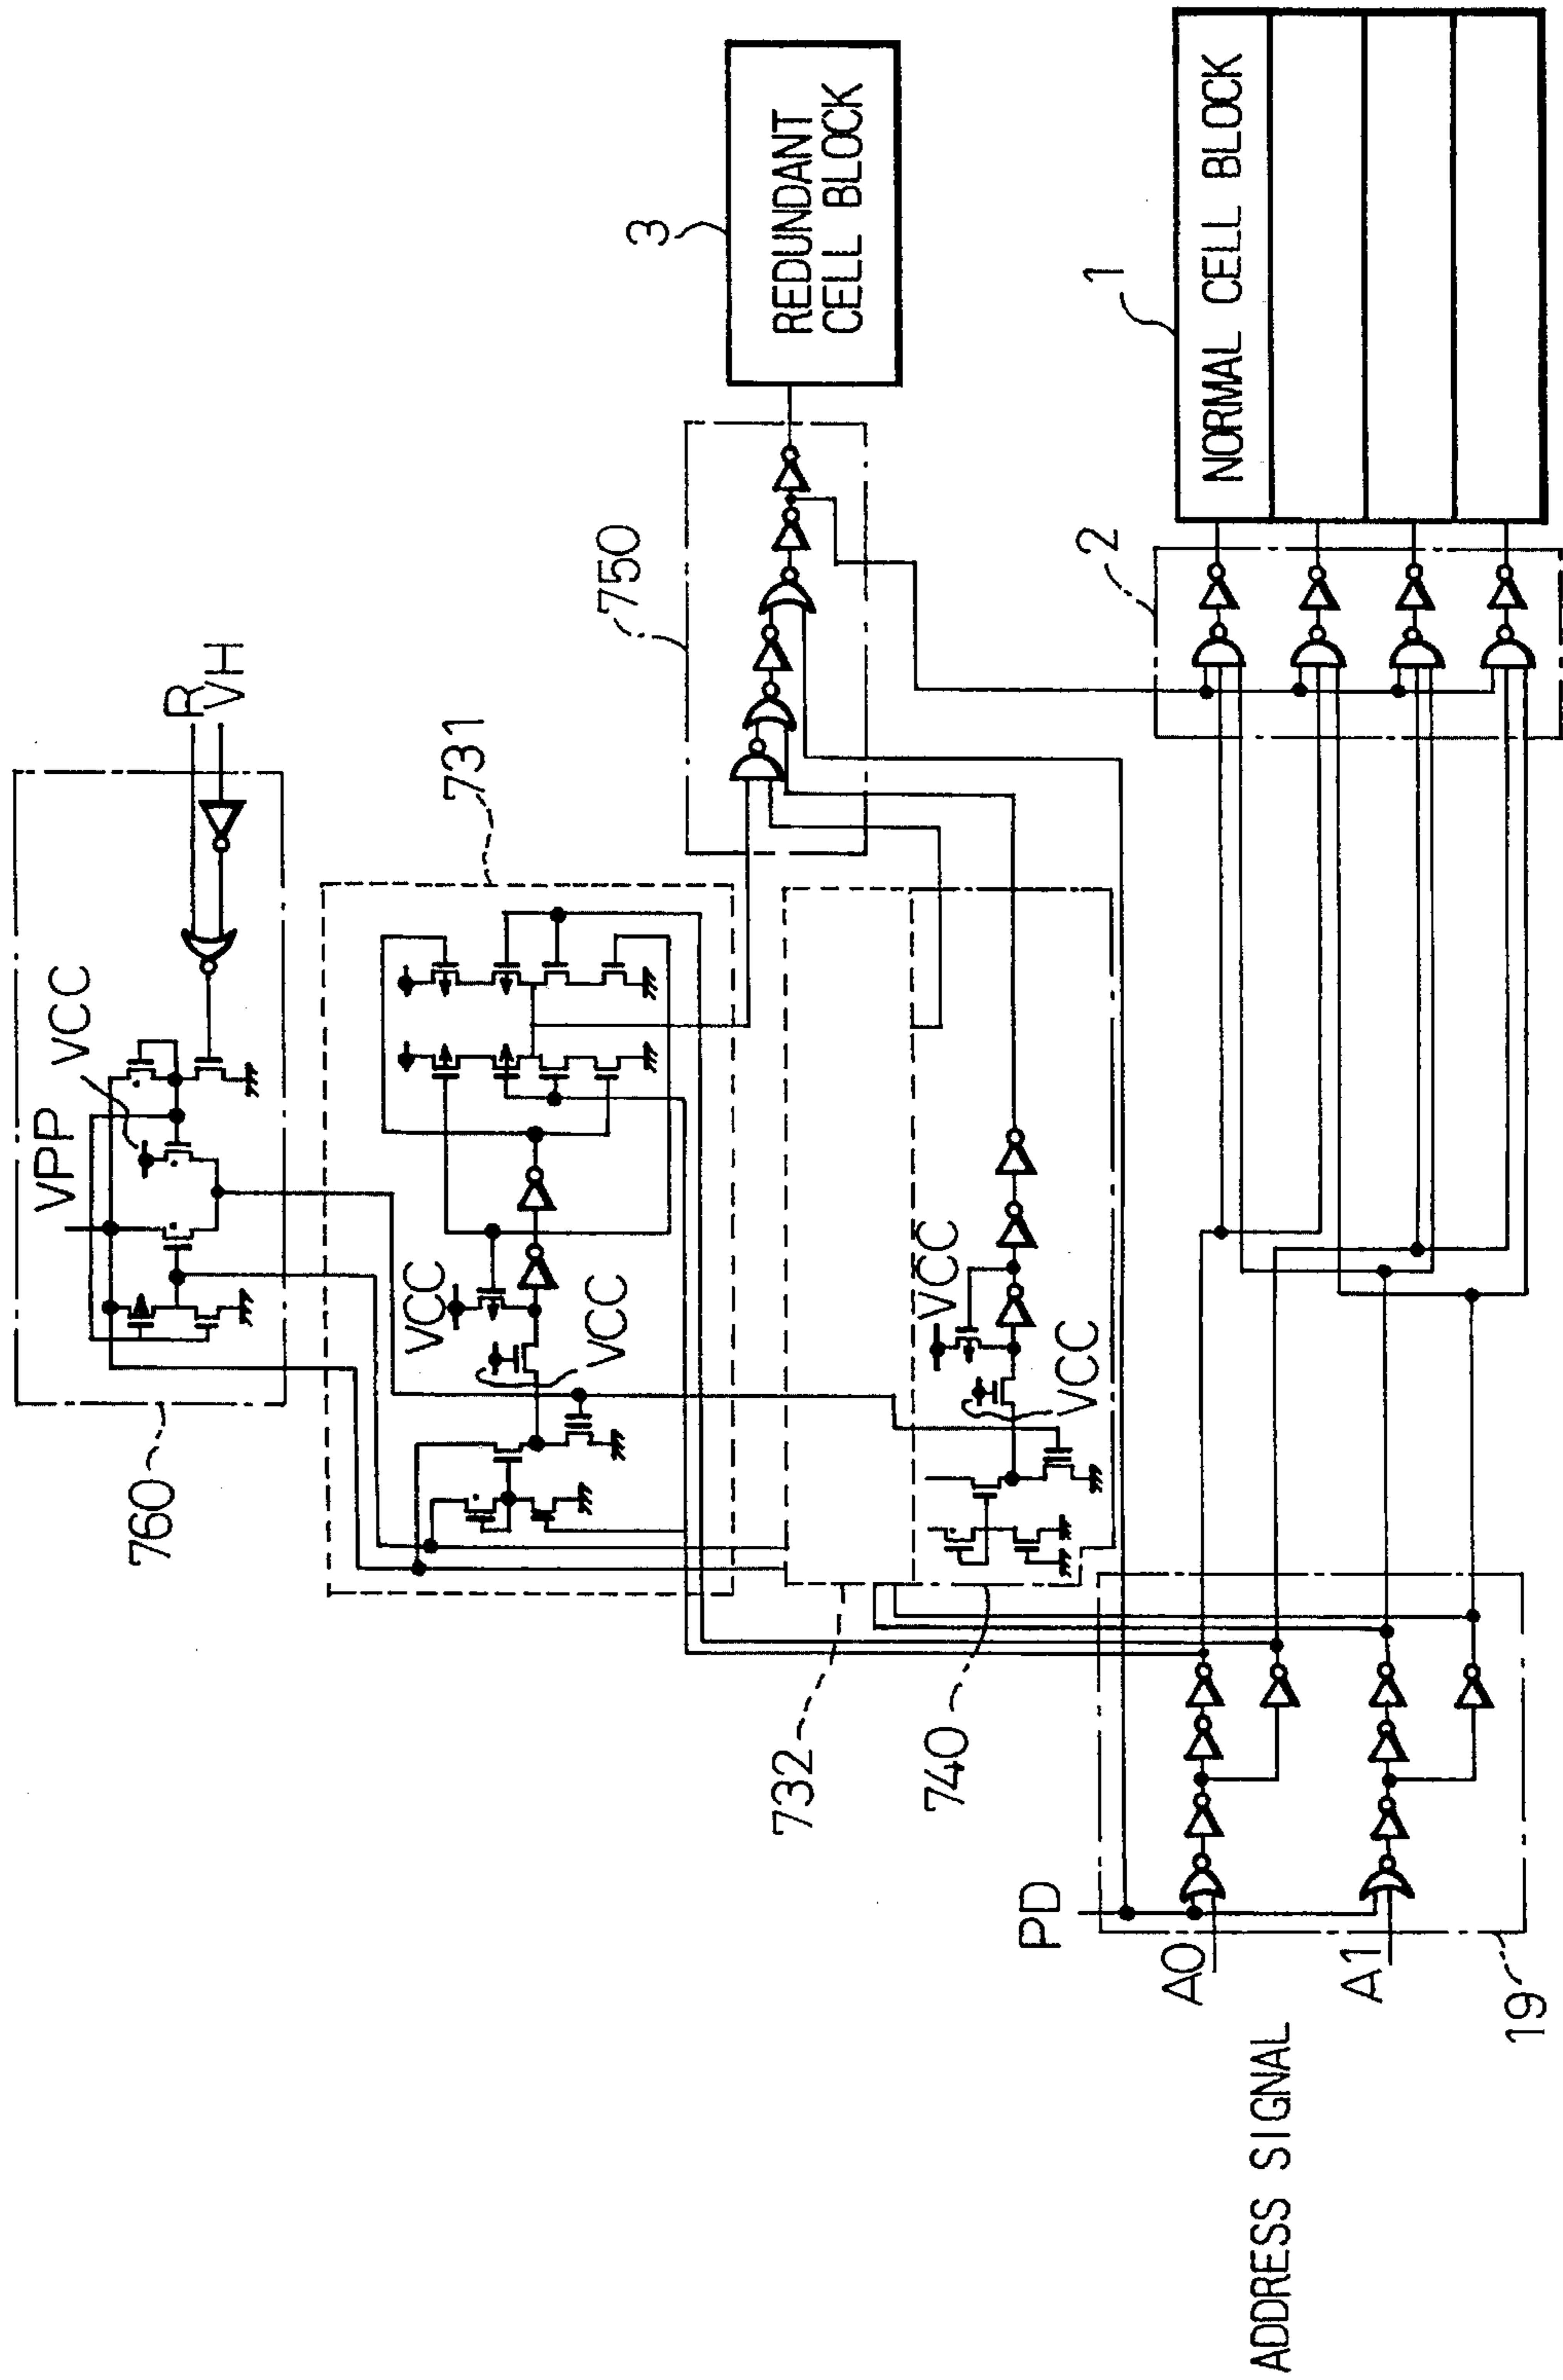 VPP
VCC
R
VH
760
731
VCC
VCC
750
3
REDUNDANT
CELL BLOCK
732
740
VCC
VCC
PD
A0
A1
ADDRESS SIGNAL
19
2
1
NORMAL CELL BLOCK